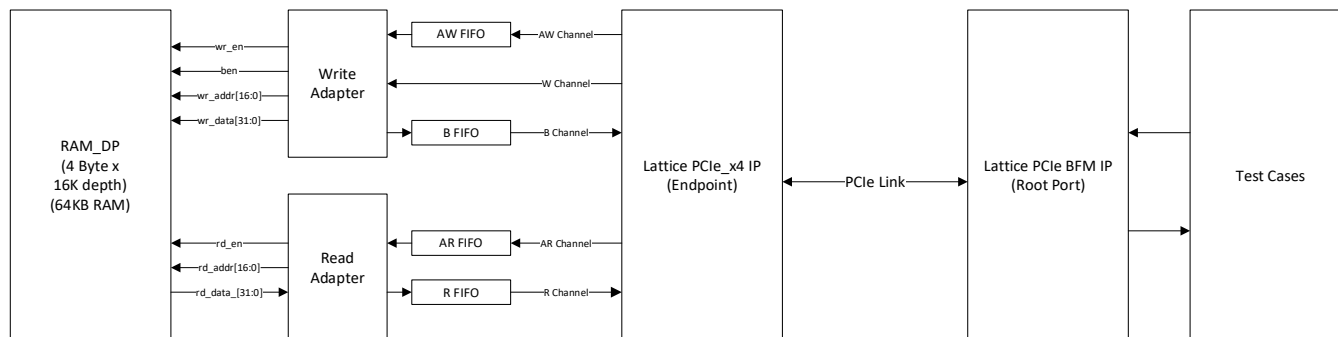 RAM_DP
(4 Byte x
16K depth)
(64KB RAM)
wr_en
ben
wr_addr[16:0]
wr_data[31:0]
rd_en
rd_addr[16:0]
rd_data_[31:0]
Write
Adapter
Read
Adapter
AW FIFO
AW Channel
W Channel
B FIFO
B Channel
AR FIFO
AR Channel
R FIFO
R Channel
Lattice PCIe_x4 IP
(Endpoint)
PCIe Link
Lattice PCIe BFM IP
(Root Port)
Test Cases